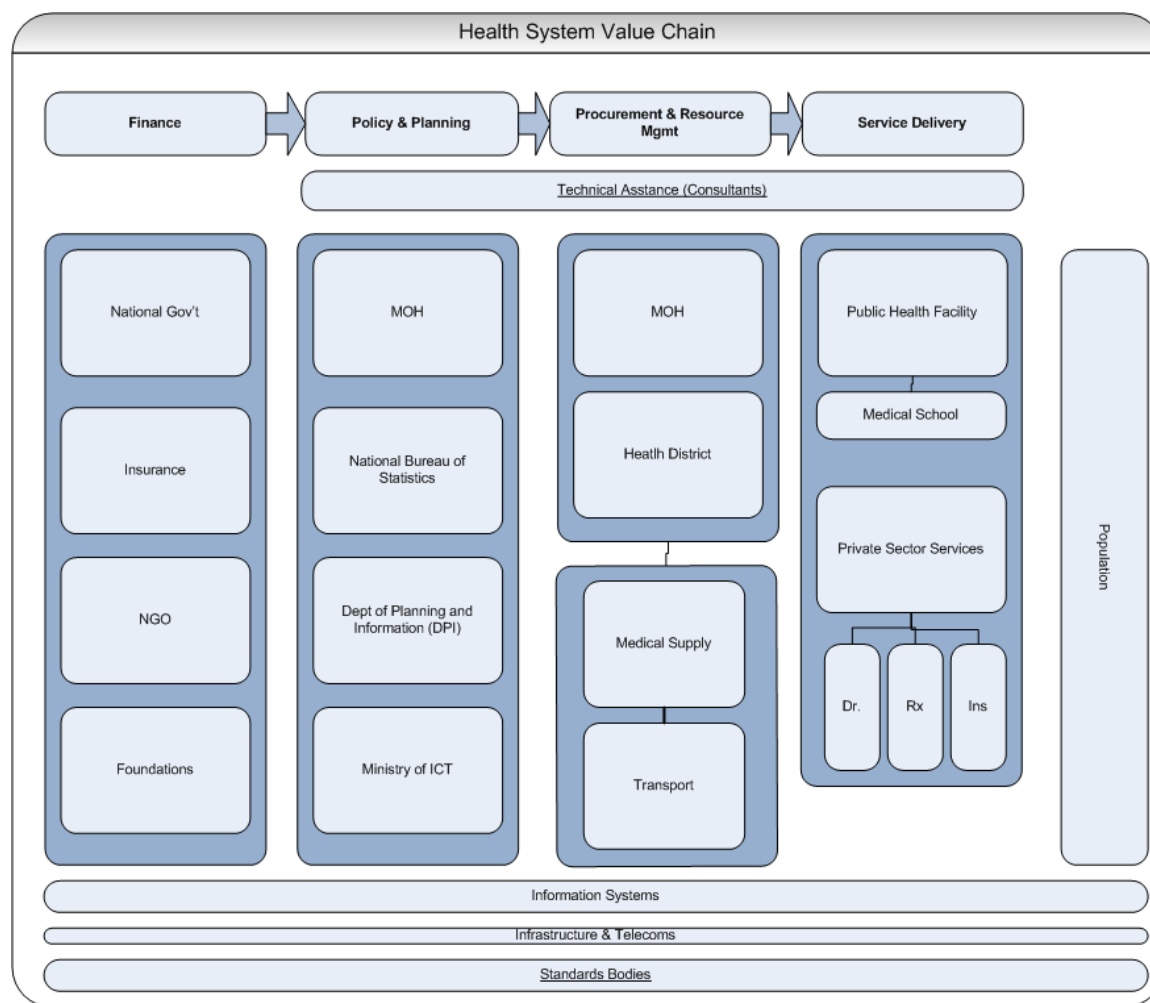 Health System Value Chain
Finance
Policy & Planning
Procurement & Resource
Mgmt
Service Delivery
Technical Asstance (Consultants)
National Gov't
Insurance
NGO
Foundations
MOH
National Bureau of
Statistics
Dept of Planning and
Information (DPI)
Ministry of ICT
MOH
Heatlh District
Medical Supply
Transport
Public Health Facility
Medical School
Private Sector Services
Dr.
Rx
Ins
Population
Information Systems
Infrastructure & Telecoms
Standards Bodies